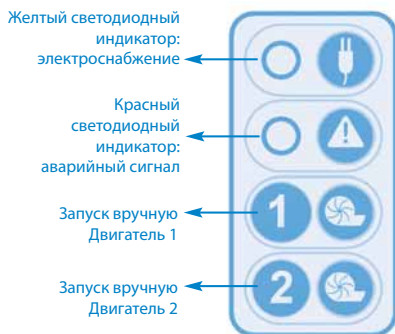 Желтый светодиодный
индикатор:
электроснабжение
Красный
светодиодный
индикатор:
аварийный сигнал
Запуск вручную
Двигатель 1
1
Запуск вручную
Двигатель 2
2